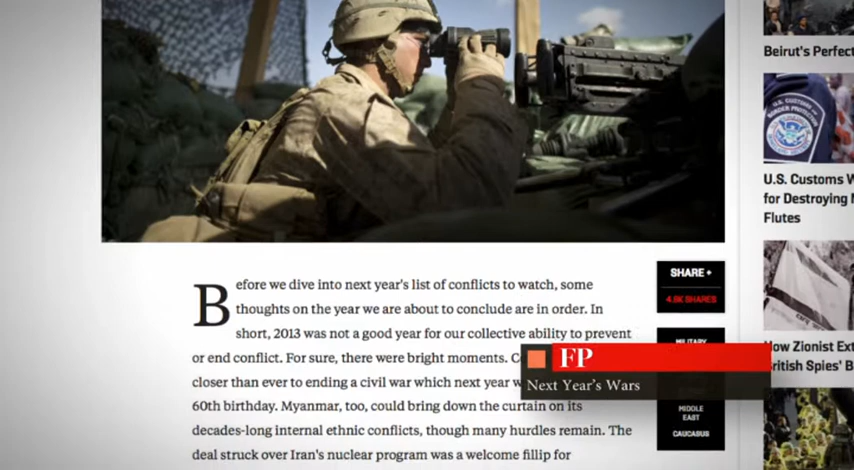 Beirut's Perfect
U.S. CUSTOMS
BORDER PROTECTION
U.S. Customs W
for Destroying
Flutes
Before we dive into next year's list of conflicts to watch, some
thoughts on the year we are about to conclude are in order. In
short, 2013 was not a good year for our collective ability to prevent
or end conflict. For sure, there were bright moments. C
closer than ever to ending a civil war which next year w
60th birthday. Myanmar, too, could bring down the curtain on its
decades-long internal ethnic conflicts, though many hurdles remain. The
deal struck over Iran's nuclear program was a welcome fillip for
SHARE +
4.6K SHARES
MILITARY
FP
Next Year's Wars
MIDDLE
EAST
CAUCASUS
How Zionist Ext
British Spies' B